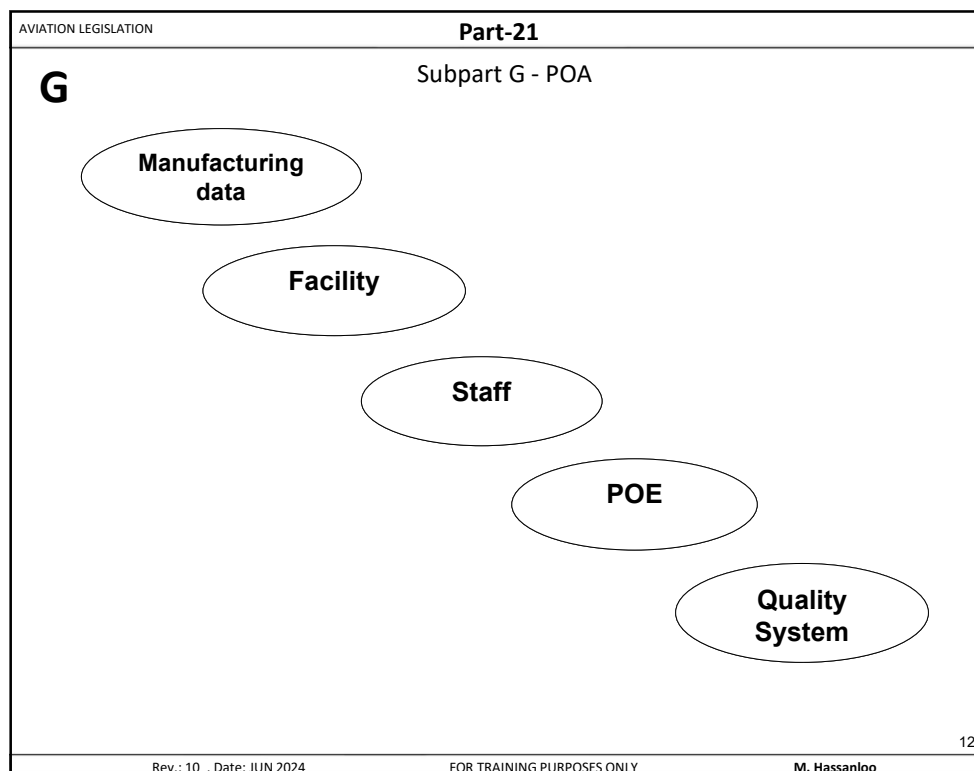 AVIATION LEGISLATION
Part-21
G
Subpart G - POA
Manufacturing
data
Facility
Staff
POE
Quality
System
12
Rev.: 10 , Date: JUN 2024
FOR TRAINING PURPOSES ONLY
M. Hassanloo